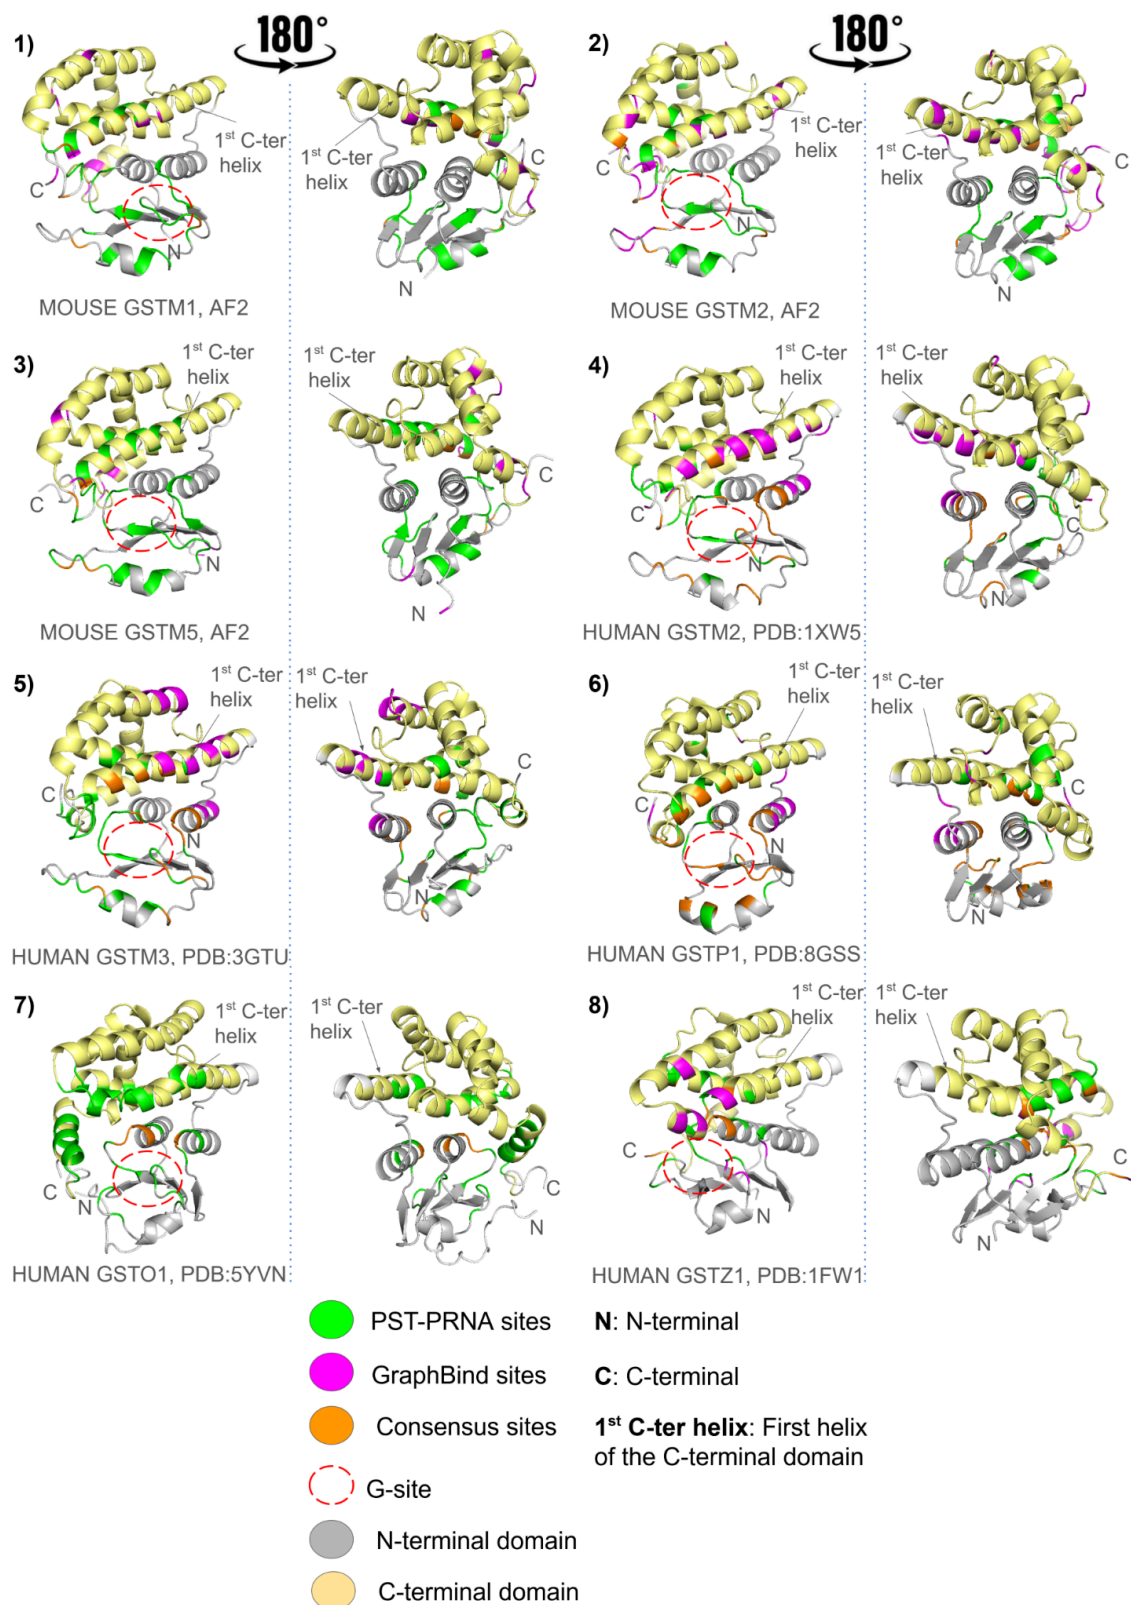 1)
180°
2)
180°
1st C-ter
helix
1st C-ter
helix
C
C
N
N
MOUSE GSTM1, AF2
1st C-ter
helix
1st C-ter
helix
C
C
N
N
MOUSE GSTM2, AF2
3)
1st C-ter
helix
1st C-ter
helix
C
C
N
N
MOUSE GSTM5, AF2
4)
1st C-ter
helix
1st C-ter
helix
C
C
N
N
HUMAN GSTM2, PDB:1XW5
5)
1st C-ter
helix
1st C-ter
helix
C
C
N
N
HUMAN GSTM3, PDB:3GTU
6)
1st C-ter
helix
1st C-ter
helix
C
C
N
N
HUMAN GSTP1, PDB:8GSS
7)
1st C-ter
helix
1st C-ter
helix
C
C
N
N
HUMAN GSTO1, PDB:5YVN
8)
1st C-ter
helix
1st C-ter
helix
C
C
N
N
HUMAN GSTZ1, PDB:1FW1
PST-PRNA sites
GraphBind sites
Consensus sites
G-site
N-terminal domain
C-terminal domain
N: N-terminal
C: C-terminal
1st C-ter helix: First helix
of the C-terminal domain